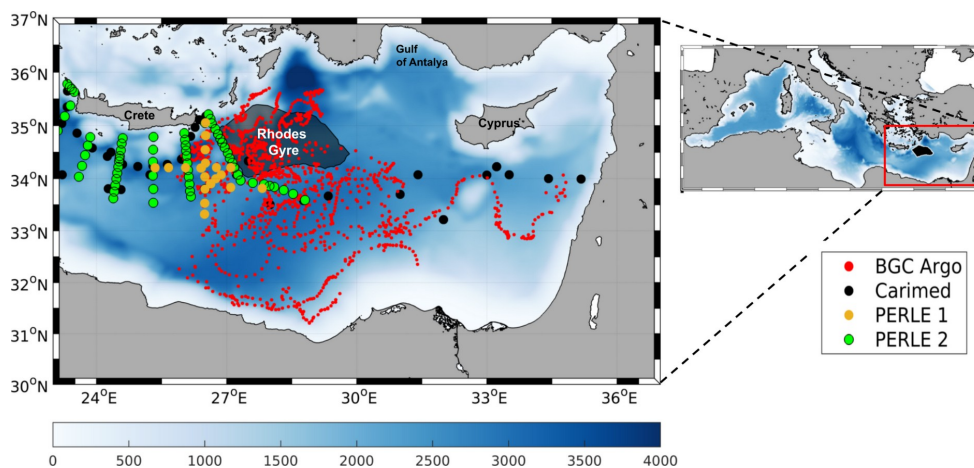 37°N
36°N
35°N
34°N
33°N
32°N
31°N
30°N
24°E 27°E 30°E 33°E 36°E
Gulf
of Antalya
Crete
Rhodes
Gyre
Cyprus
BGC Argo
Carimed
PERLE 1
PERLE 2
0 500 1000 1500 2000 2500 3000 3500 4000